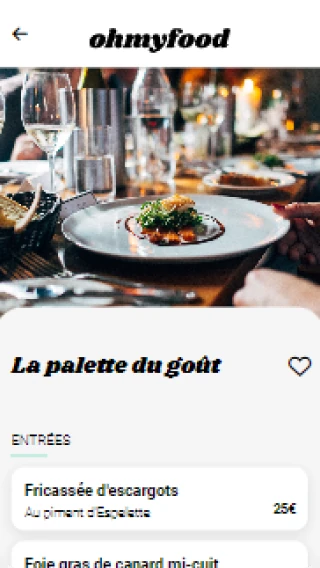 ohmyfood
La palette du goût
ENTRÉES
Fricassée d'escargots
Au piment d'Espelette
25€
Foie gras de canard mi-cuit